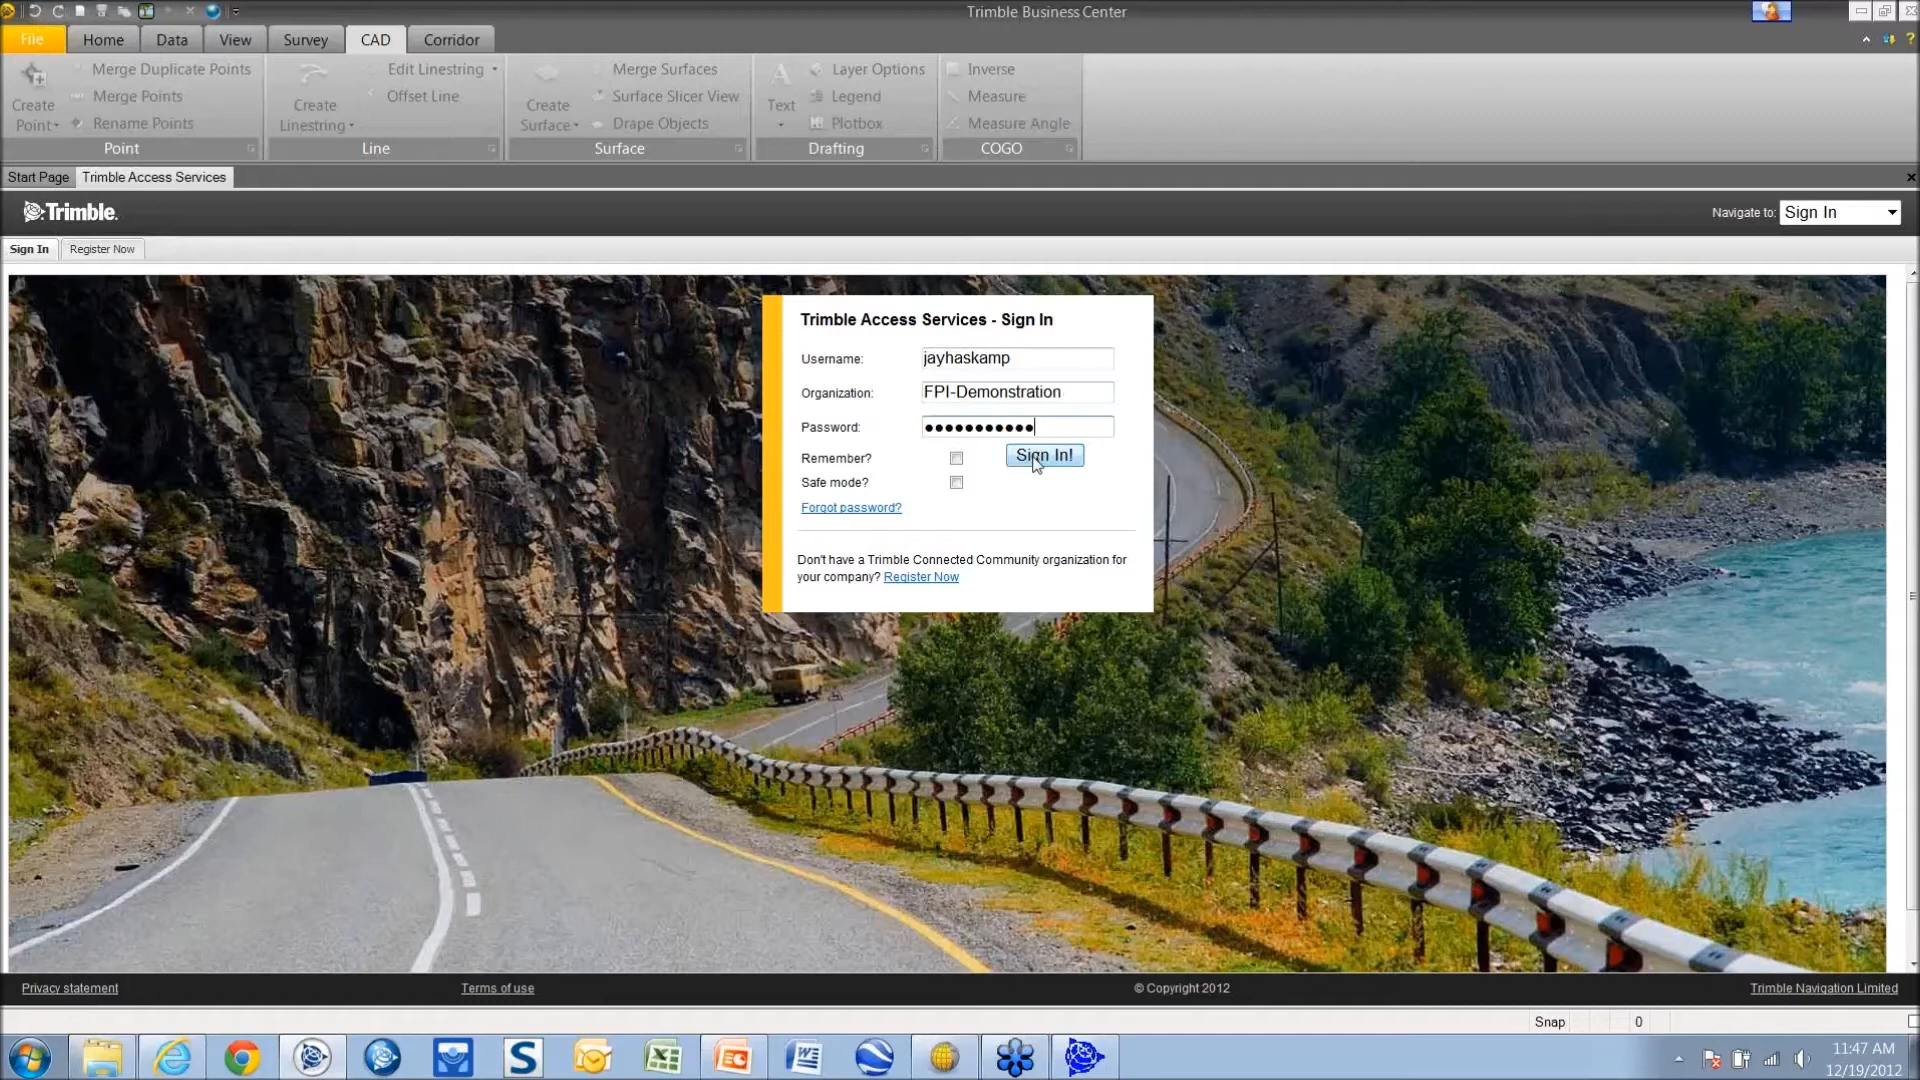 Trimble Business Center
File Home Data View Survey CAD Corridor
Create Point
Merge Duplicate Points
Merge Points
Rename Points
Point
Create Linestring
Edit Linestring
Offset Line
Line
Create Surface
Merge Surfaces
Surface Slicer View
Drape Objects
Surface
Text
Layer Options
Legend
Plotbox
Drafting
Inverse
Measure
Measure Angle
COGO
Start Page Trimble Access Services
Trimble.
Navigate to: Sign In
Sign In Register Now
Trimble Access Services - Sign In
Username: jayhaskamp
Organization: FPI-Demonstration
Password: ●●●●●●●●●●●
Remember? Sign In!
Safe mode?
Forgot password?
Don't have a Trimble Connected Community organization for
your company? Register Now
Privacy statement Terms of use © Copyright 2012 Trimble Navigation Limited
Snap 0
11:47 AM
12/19/2012